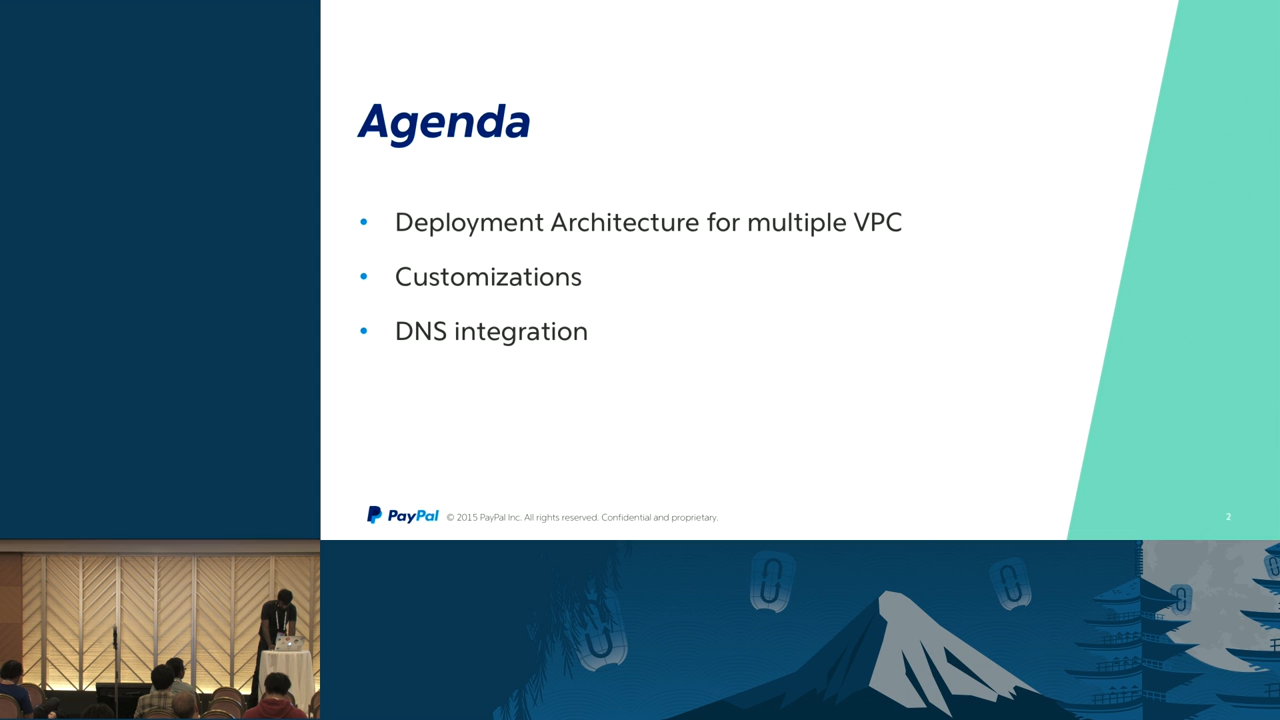 Agenda
• Deployment Architecture for multiple VPC
• Customizations
• DNS integration
PayPal © 2015 PayPal Inc. All rights reserved. Confidential and proprietary.
2